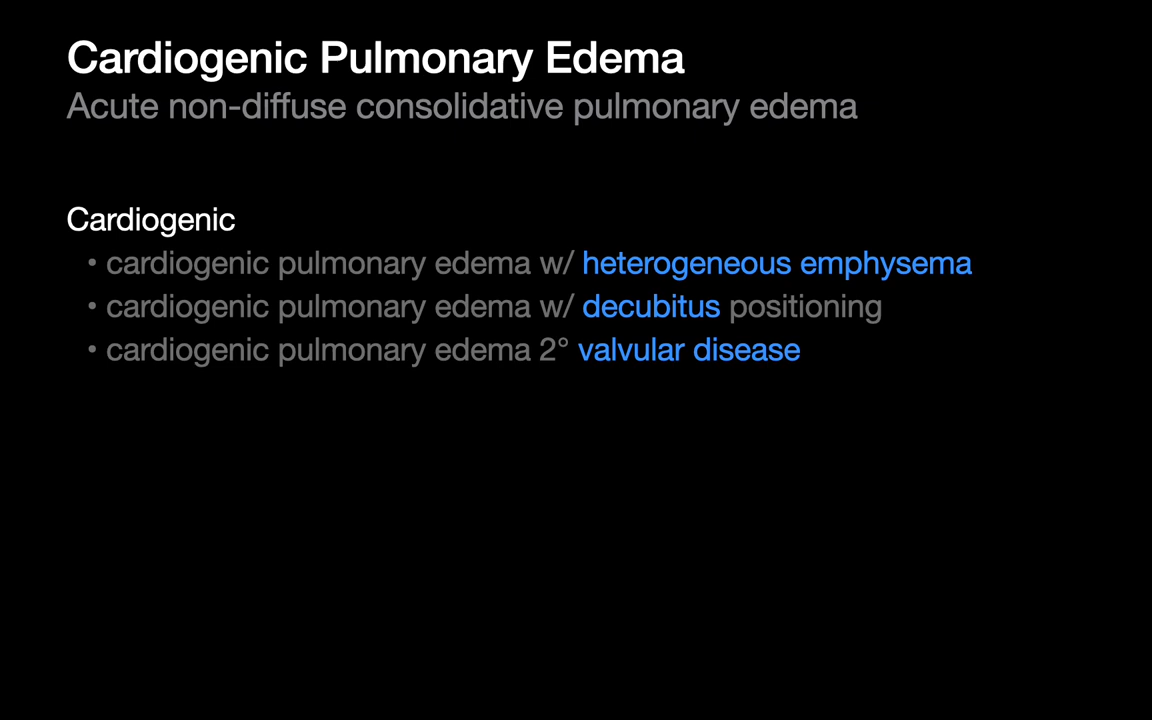 Cardiogenic Pulmonary Edema
Acute non-diffuse consolidative pulmonary edema
Cardiogenic
• cardiogenic pulmonary edema w/ heterogeneous emphysema
• cardiogenic pulmonary edema w/ decubitus positioning
• cardiogenic pulmonary edema 2° valvular disease